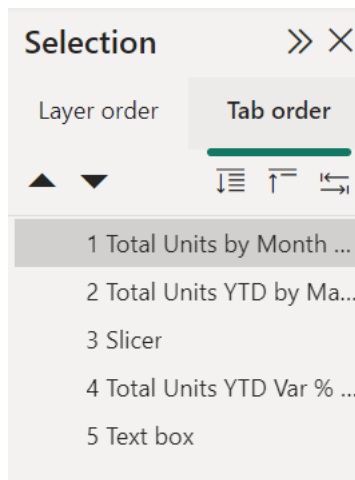 Selection
Layer order Tab order
1 Total Units by Month ...
2 Total Units YTD by Ma...
3 Slicer
4 Total Units YTD Var % ...
5 Text box